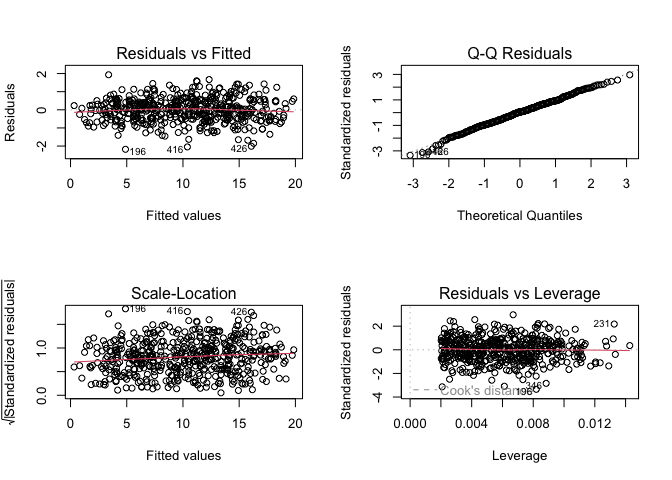 Residuals vs Fitted
Residuals
2
0
-2
196
416
426
0 5 10 15 20
Fitted values
Q-Q Residuals
Standardized residuals
3
1
-1
-3
426
-3 -2 -1 0 1 2 3
Theoretical Quantiles
Scale-Location
√|Standardized residuals|
1.0
0.0
196
416
426
0 5 10 15 20
Fitted values
Residuals vs Leverage
Standardized residuals
2
0
-2
-4
231
346
196
Cook's distance
0.000 0.004 0.008 0.012
Leverage